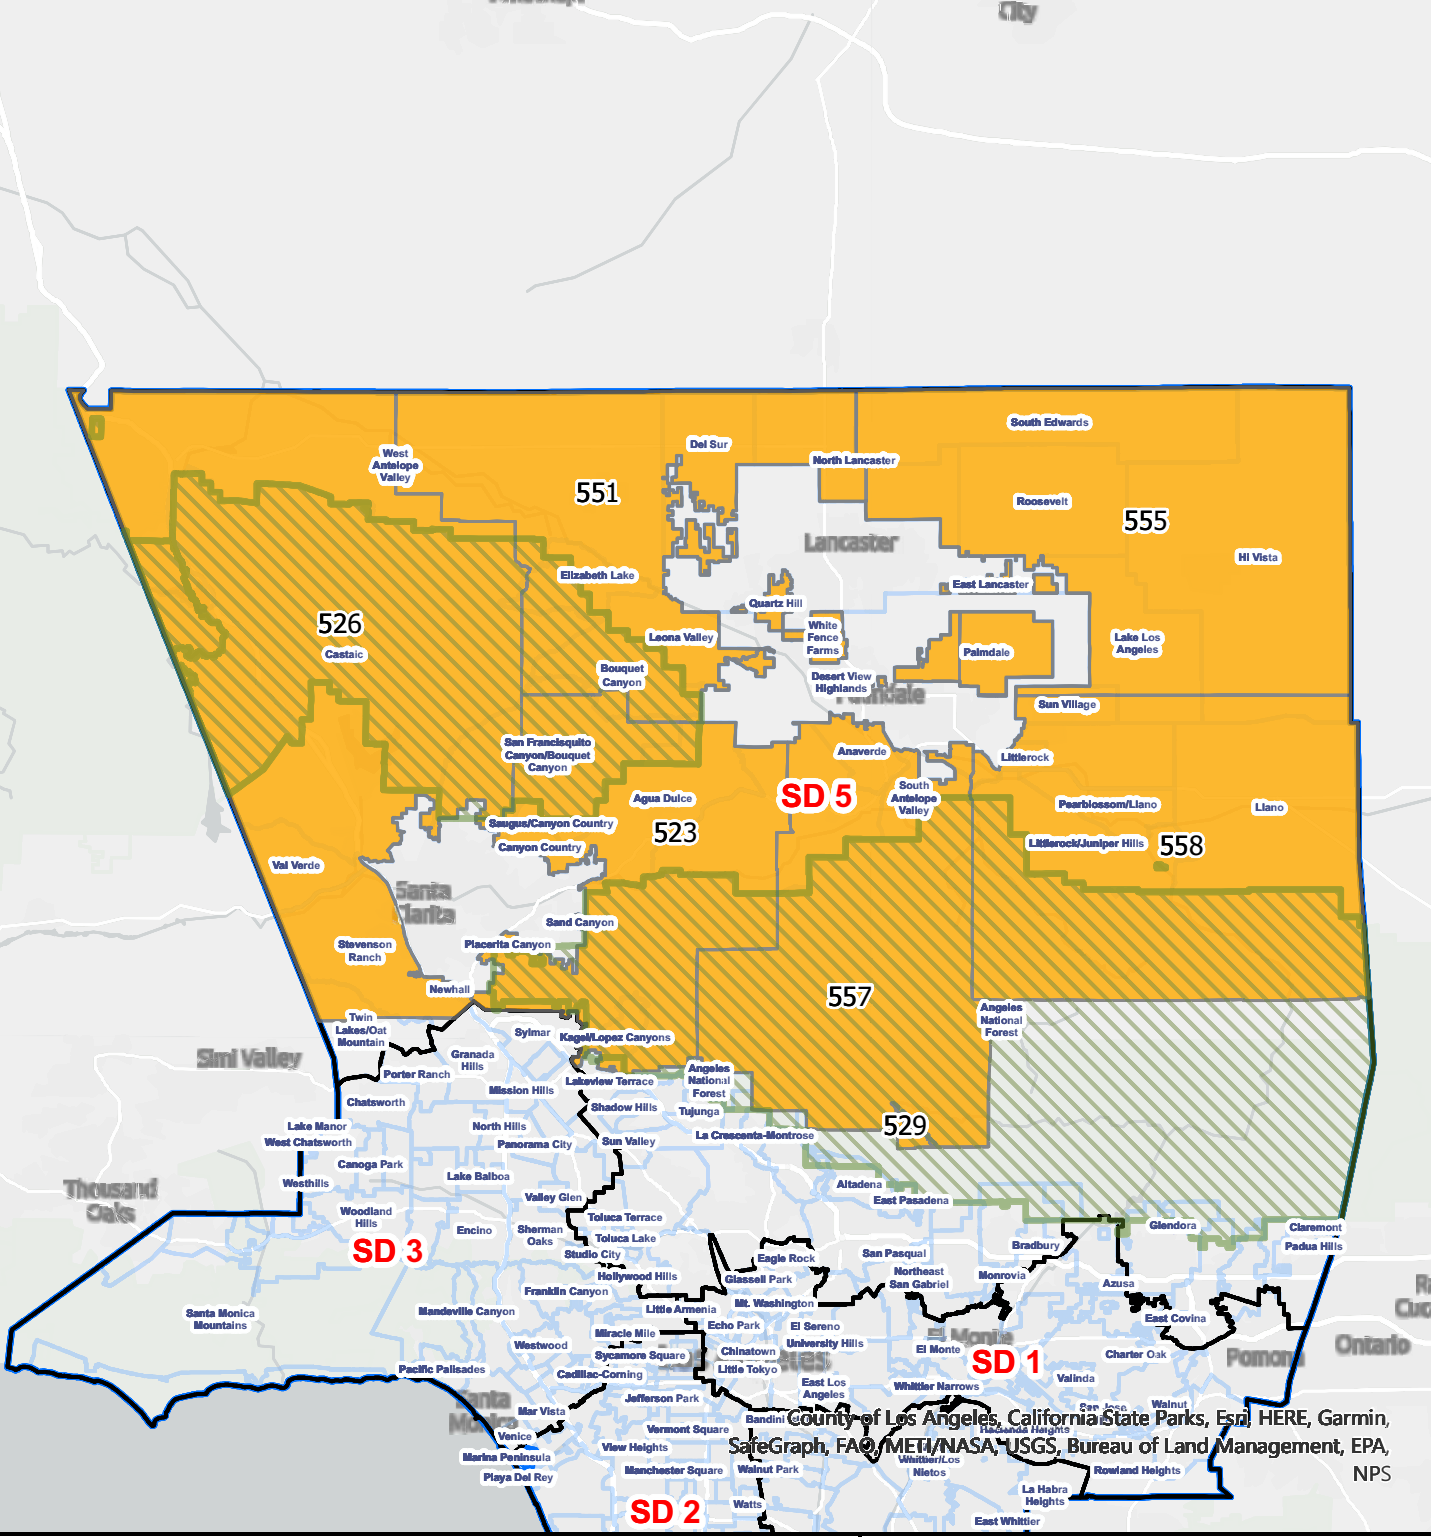 City
South Edwards
Del Sur
West
Antelope
Valley
North Lancaster
551
Roosevelt
555
Lancaster
Hi Vista
Elizabeth Lake
East Lancaster
Quartz Hill
526
White
Fence
Farms
Leona Valley
Lake Los
Angeles
Castaic
Palmdale
Bouquet
Canyon
Desert View
Highlands
Palmdale
Sun Village
San Francisquito
Canyon/Bouquet
Canyon
Anaverde
Littlerock
Agua Dulce
SD 5
South
Antelope
Valley
Pearblossom/Llano
Llano
Saugus/Canyon Country
523
Canyon Country
Littlerock/Juniper Hills
558
Val Verde
Santa
Clarita
Sand Canyon
Stevenson
Ranch
Placerita Canyon
Newhall
557
Twin
Lakes/Oat
Mountain
Sylmar
Kagel/Lopez Canyons
Angeles
National
Forest
Simi Valley
Granada
Hills
Porter Ranch
Mission Hills
Lakeview Terrace
Angeles
National
Forest
Chatsworth
Shadow Hills
Tujunga
Lake Manor
North Hills
529
West Chatsworth
Panorama City
Sun Valley
La Crescenta-Montrose
Canoga Park
Lake Balboa
Thousand
Oaks
Westhills
Valley Glen
Altadena
East Pasadena
Woodland
Hills
Toluca Terrace
Encino
Sherman
Oaks
Toluca Lake
Glendora
Claremont
SD 3
Studio City
Eagle Rock
San Pasqual
Bradbury
Padua Hills
Hollywood Hills
Glassell Park
Northeast
San Gabriel
Monrovia
Azusa
Franklin Canyon
Santa Monica
Mountains
Mandeville Canyon
Little Armenia
Mt. Washington
East Covina
Echo Park
El Sereno
Miracle Mile
University Hills
Westwood
Sycamore Square
Chinatown
El Monte
El Monte
SD 1
Charter Oak
Pomona
Ontario
Pacific Palisades
Cadillac-Corning
Little Tokyo
Valinda
East Los
Angeles
Whittier Narrows
Santa
Monica
Jefferson Park
Walnut
Mar Vista
Bandini
Vermont Square
Venice
View Heights
Hacienda Heights
County of Los Angeles, California State Parks, Esri, HERE, Garmin,
SafeGraph, FAO, METI/NASA, USGS, Bureau of Land Management, EPA,
NPS
Marina Peninsula
Whittier/Los
Nietos
Playa Del Rey
Manchester Square
Walnut Park
Rowland Heights
SD 2
Watts
La Habra
Heights
East Whittier